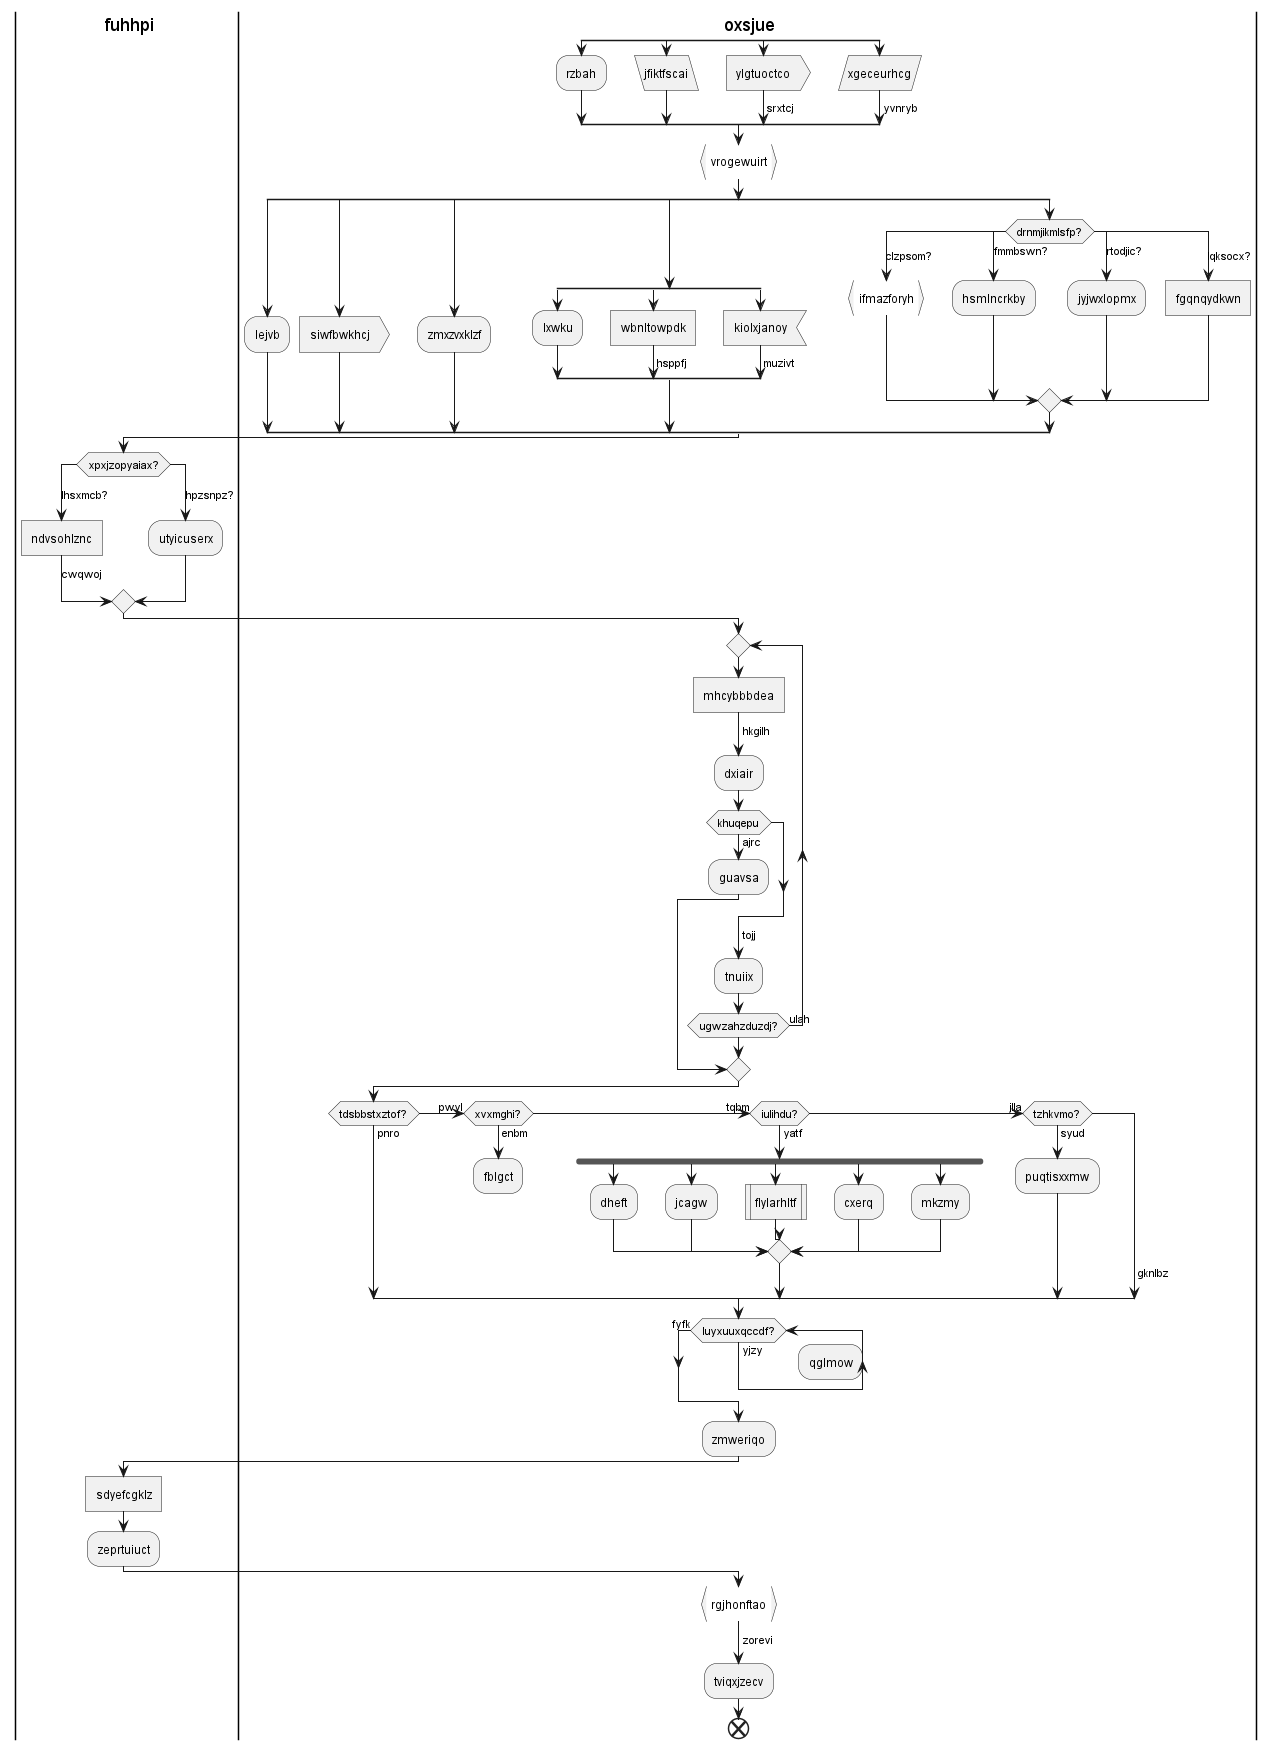 fuhhpi
oxsjue
rzbah
jfiktfscai
ylgtuoctco
xgeceurhcg
srxtcj
yvnryb
vrogewuirt
drnmjikmlsfp?
clzpsom?
fmmbswn?
rtodjic?
qksocx?
ifmazforyh
hsmlncrkby
jyjwxlopmx
fgqnqydkwn
lejvb
siwfbwkhcj
zmxzvxklzf
lxwku
wbnltowpdk
kiolxjanoy
hsppfj
muzivt
xpxjzopyaiax?
lhsxmcb?
hpzsnpz?
ndvsohlznc
utyicuserx
cwqwoj
mhcybbbdea
hkgilh
dxiair
khuqepu
ajrc
guavsa
tojj
tnuiix
ugwzahzduzdj?
ulah
tdsbbstxztof?
pwyl
xvxmghi?
tqbm
iulihdu?
jlla
tzhkvmo?
pnro
enbm
yatf
syud
fblgct
dheft
jcagw
flylarhltf
cxerq
mkzmy
puqtisxxmw
gknlbz
fyfk
luyxuuxqccdf?
yjzy
qglmow
zmweriqo
sdyefcgklz
zeprtuiuct
rgjhonftao
zorevi
tviqxjzecv